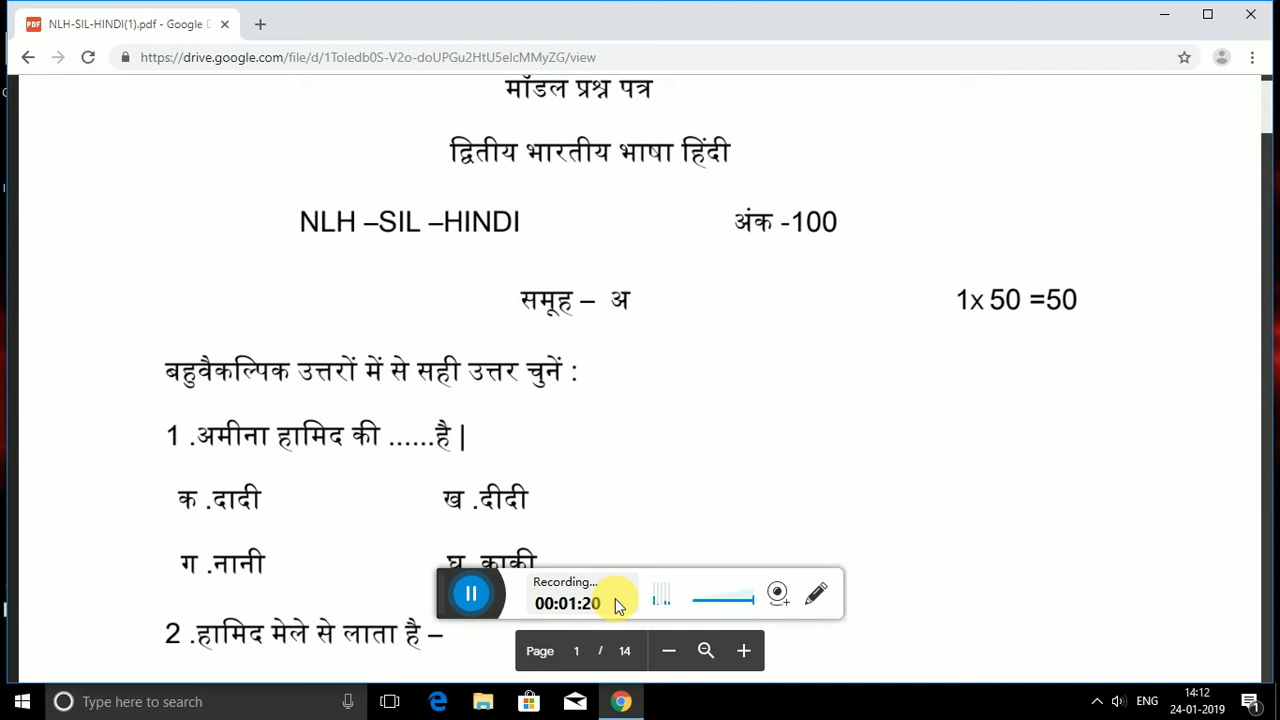 NLH-SIL-HINDI(1).pdf - Google
https://drive.google.com/file/d/1ToIedb0S-V2o-doUPGu2HtU5elcMMyZG/view
मॉडल प्रश्न पत्र
द्वितीय भारतीय भाषा हिंदी
NLH –SIL –HINDI अंक -100
समूह – अ 1x 50 =50
बहुवैकल्पिक उत्तरों में से सही उत्तर चुनें :
1 .अमीना हामिद की ......है |
क .दादी ख .दीदी
ग .नानी घ .काकी
Recording...
00:01:20
2 .हामिद मेले से लाता है –
Page 1 / 14
Type here to search
ENG
14:12
24-01-2019